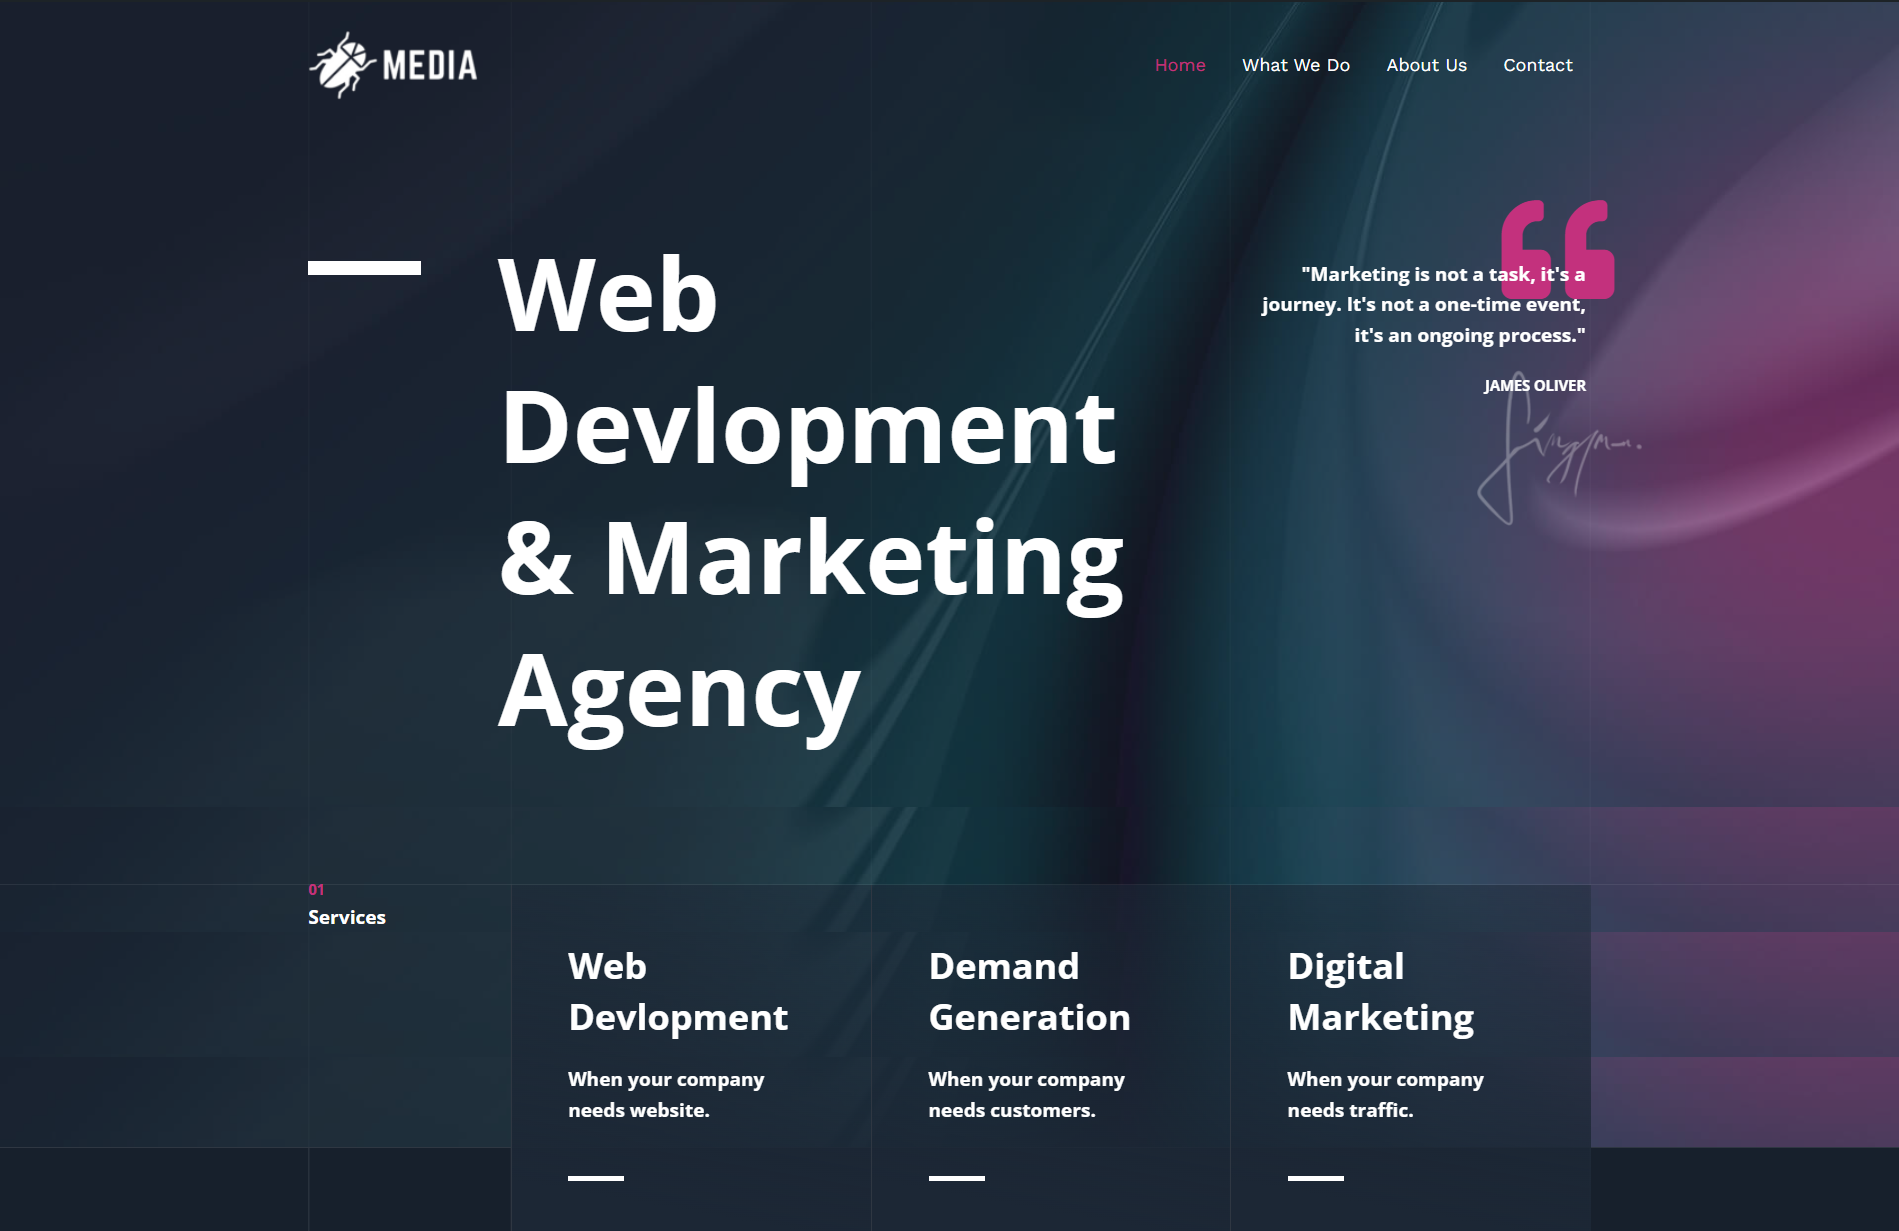 MEDIA
Home What We Do About Us Contact
Web
Devlopment
& Marketing
Agency
"Marketing is not a task, it's a
journey. It's not a one-time event,
it's an ongoing process."
JAMES OLIVER
01
Services
Web
Devlopment
When your company
needs website.
Demand
Generation
When your company
needs customers.
Digital
Marketing
When your company
needs traffic.